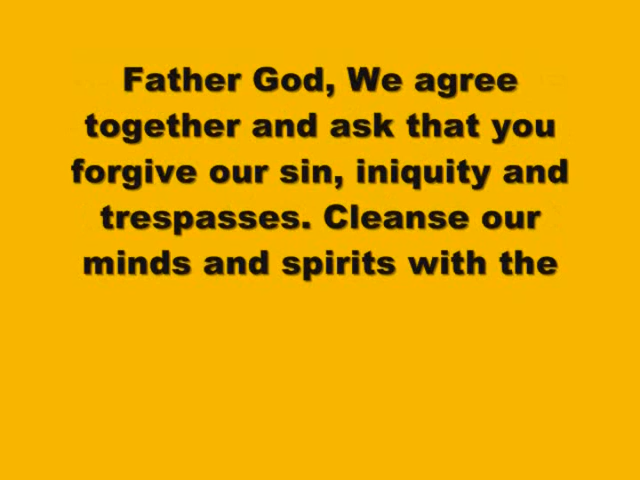 Father God, We agree
together and ask that you
forgive our sin, iniquity and
trespasses. Cleanse our
minds and spirits with the